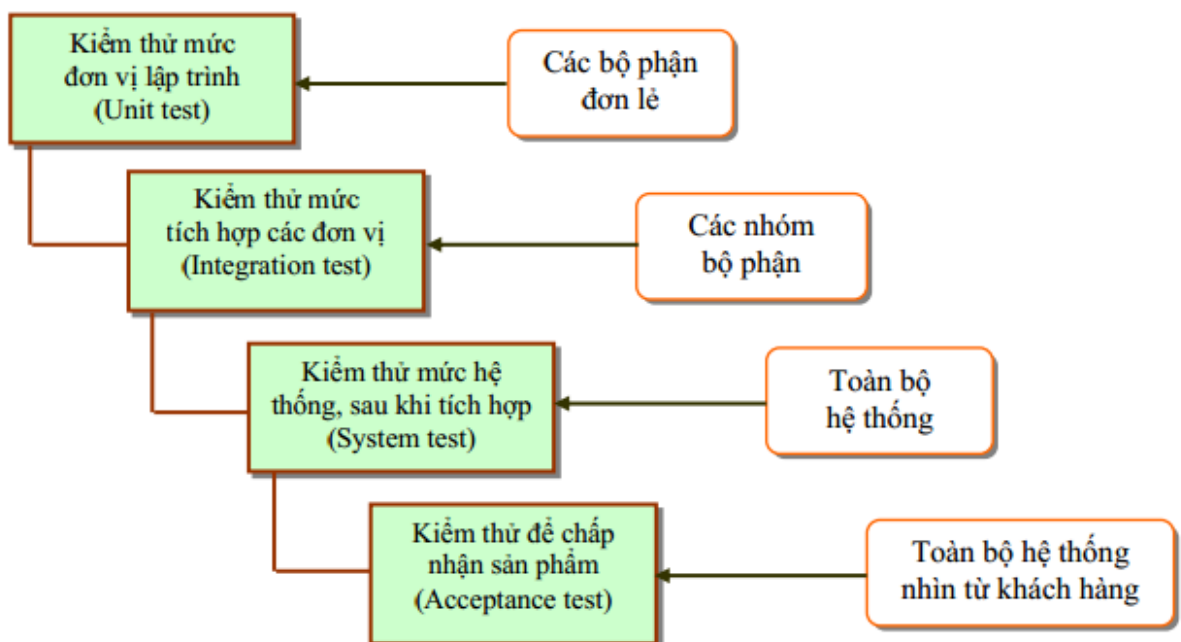 Kiểm thử mức
đơn vị lập trình
(Unit test)
Các bộ phận
đơn lẻ
Kiểm thử mức
tích hợp các đơn vị
(Integration test)
Các nhóm
bộ phận
Kiểm thử mức hệ
thống, sau khi tích hợp
(System test)
Toàn bộ
hệ thống
Kiểm thử để chấp
nhận sản phẩm
(Acceptance test)
Toàn bộ hệ thống
nhìn từ khách hàng